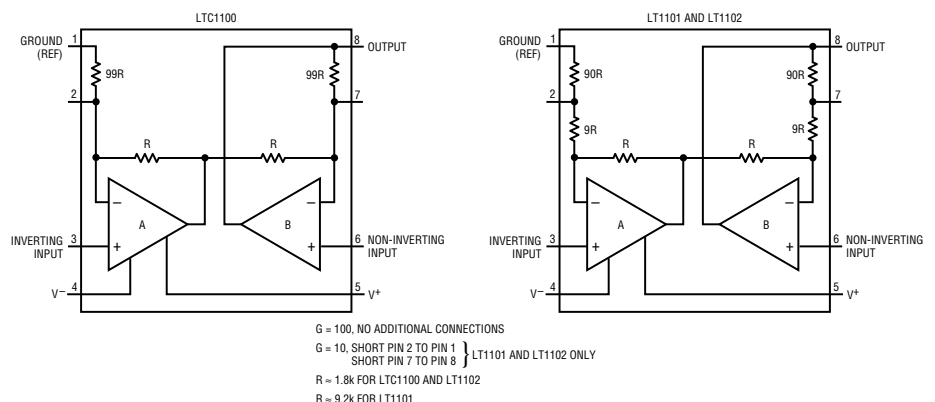 LTC1100
GROUND
(REF)
1
99R
2
R
R
99R
8
OUTPUT
7
–
A
+
–
B
+
INVERTING
INPUT
3
6
NON-INVERTING
INPUT
V– 4
5 V+
LT1101 AND LT1102
GROUND
(REF)
1
90R
2
9R
R
R
90R
9R
8
OUTPUT
7
–
A
+
–
B
+
INVERTING
INPUT
3
6
NON-INVERTING
INPUT
V– 4
5 V+
G = 100, NO ADDITIONAL CONNECTIONS
G = 10, SHORT PIN 2 TO PIN 1
SHORT PIN 7 TO PIN 8
} LT1101 AND LT1102 ONLY
R ≈ 1.8k FOR LTC1100 AND LT1102
R ≈ 9.2k FOR LT1101